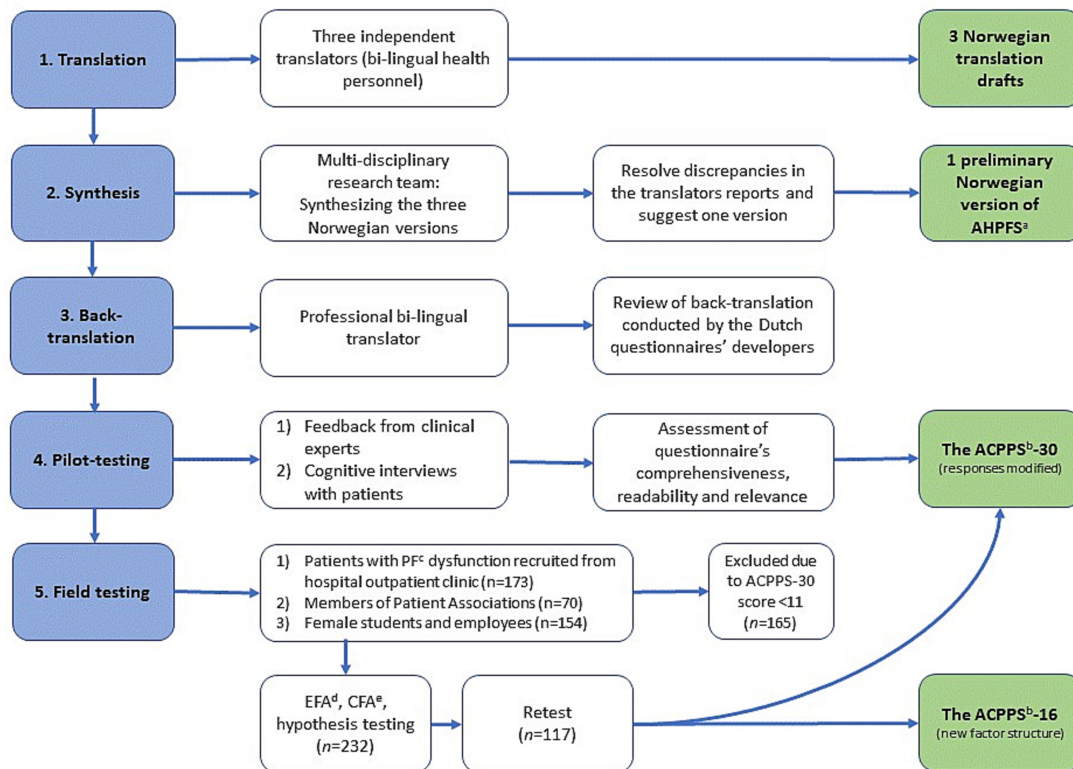 1. Translation
Three independent
translators (bi-lingual health
personnel)
3 Norwegian
translation
drafts
2. Synthesis
Multi-disciplinary
research team:
Synthesizing the three
Norwegian versions
Resolve discrepancies in
the translators reports and
suggest one version
1 preliminary
Norwegian
version of
AHPFSᵃ
3. Back-
translation
Professional bi-lingual
translator
Review of back-translation
conducted by the Dutch
questionnaires’ developers
4. Pilot-testing
1) Feedback from clinical
experts
2) Cognitive interviews
with patients
Assessment of
questionnaire’s
comprehensiveness,
readability and relevance
The ACPPSᵇ-30
(responses modified)
5. Field testing
1) Patients with PFᶜ dysfunction recruited from
hospital outpatient clinic (n=173)
2) Members of Patient Associations (n=70)
3) Female students and employees (n=154)
Excluded due
to ACPPS-30
score <11
(n=165)
EFAᵈ, CFAᵉ,
hypothesis testing
(n=232)
Retest
(n=117)
The ACPPSᵇ-16
(new factor structure)